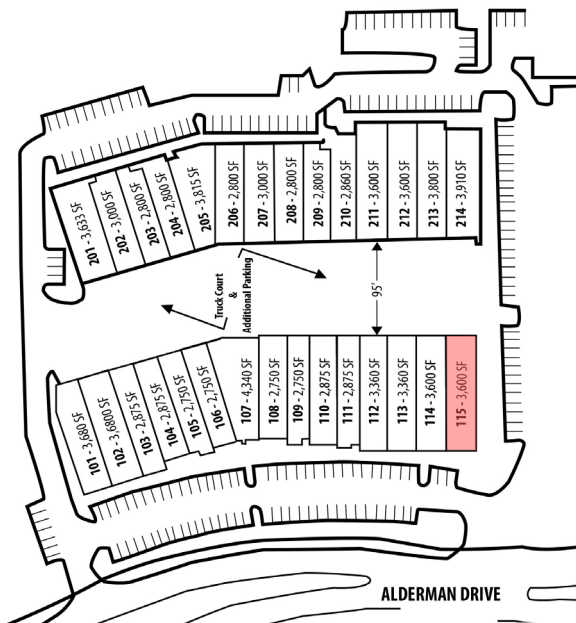 201 - 3,633 SF
202 - 3,000 SF
203 - 2,800 SF
204 - 2,800 SF
205 - 3,815 SF
206 - 2,800 SF
207 - 3,000 SF
208 - 2,800 SF
209 - 2,800 SF
210 - 2,860 SF
211 - 3,600 SF
212 - 3,600 SF
213 - 3,800 SF
214 - 3,910 SF
Truck Court
&
Additional Parking
95'
101 - 3,680 SF
102 - 3,6800 SF
103 - 2,875 SF
104 - 2,875 SF
105 - 2,750 SF
106 - 2,750 SF
107 - 4,340 SF
108 - 2,750 SF
109 - 2,750 SF
110 - 2,875 SF
111 - 2,875 SF
112 - 3,360 SF
113 - 3,360 SF
114 - 3,600 SF
115 - 3,600 SF
ALDERMAN DRIVE